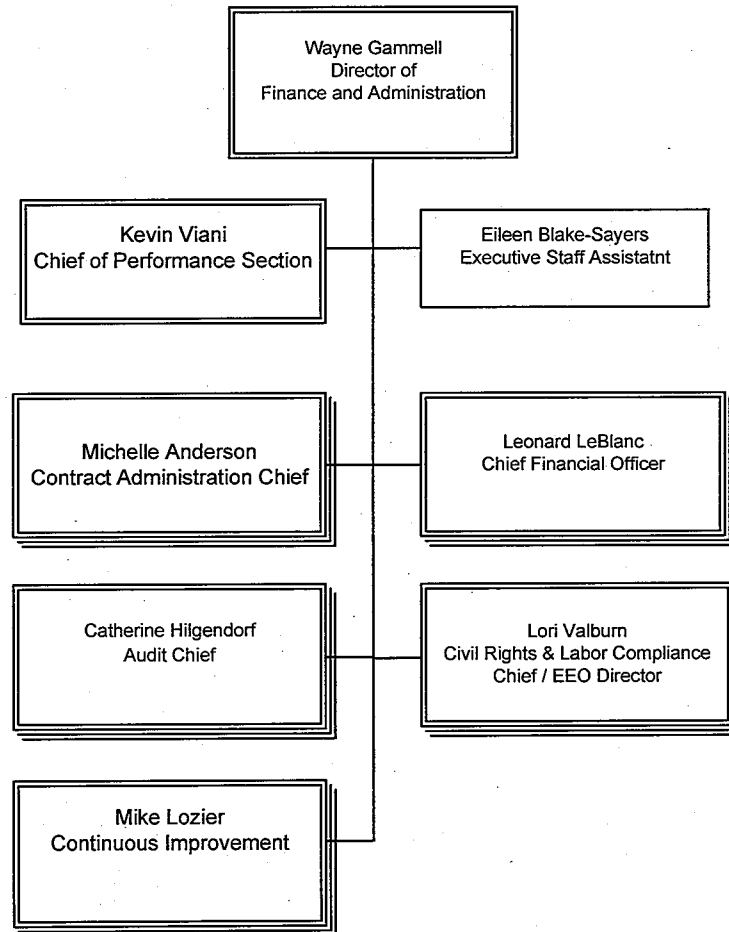 Wayne Gammell
Director of
Finance and Administration
Kevin Viani
Chief of Performance Section
Eileen Blake-Sayers
Executive Staff Assistatnt
Michelle Anderson
Contract Administration Chief
Leonard LeBlanc
Chief Financial Officer
Catherine Hilgendorf
Audit Chief
Lori Valburn
Civil Rights & Labor Compliance
Chief / EEO Director
Mike Lozier
Continuous Improvement